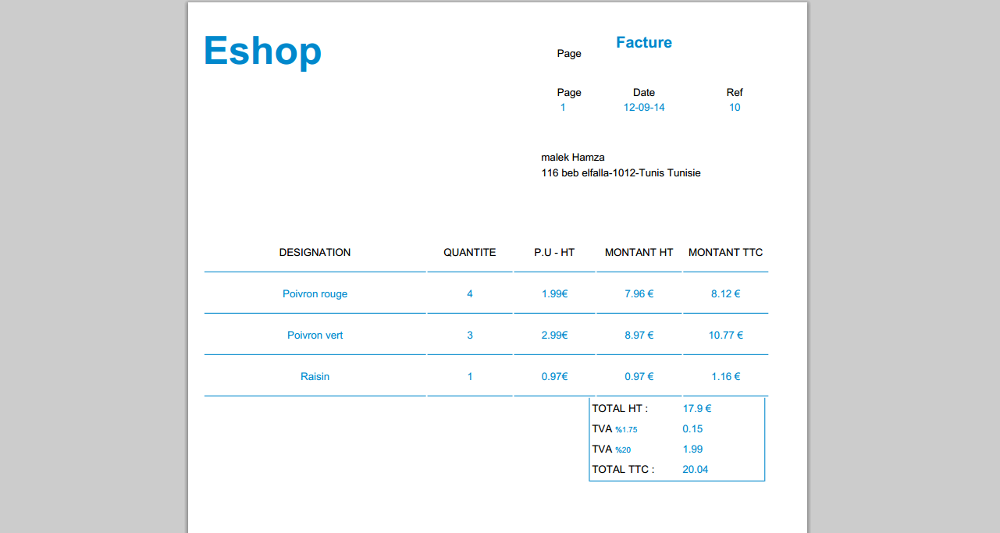 Eshop
Facture
Page
Page Date Ref
1 12-09-14 10
malek Hamza
116 beb elfalla-1012-Tunis Tunisie
DESIGNATION QUANTITE P.U - HT MONTANT HT MONTANT TTC
Poivron rouge 4 1.99€ 7.96 € 8.12 €
Poivron vert 3 2.99€ 8.97 € 10.77 €
Raisin 1 0.97€ 0.97 € 1.16 €
TOTAL HT : 17.9 €
TVA %1.75 0.15
TVA %20 1.99
TOTAL TTC : 20.04